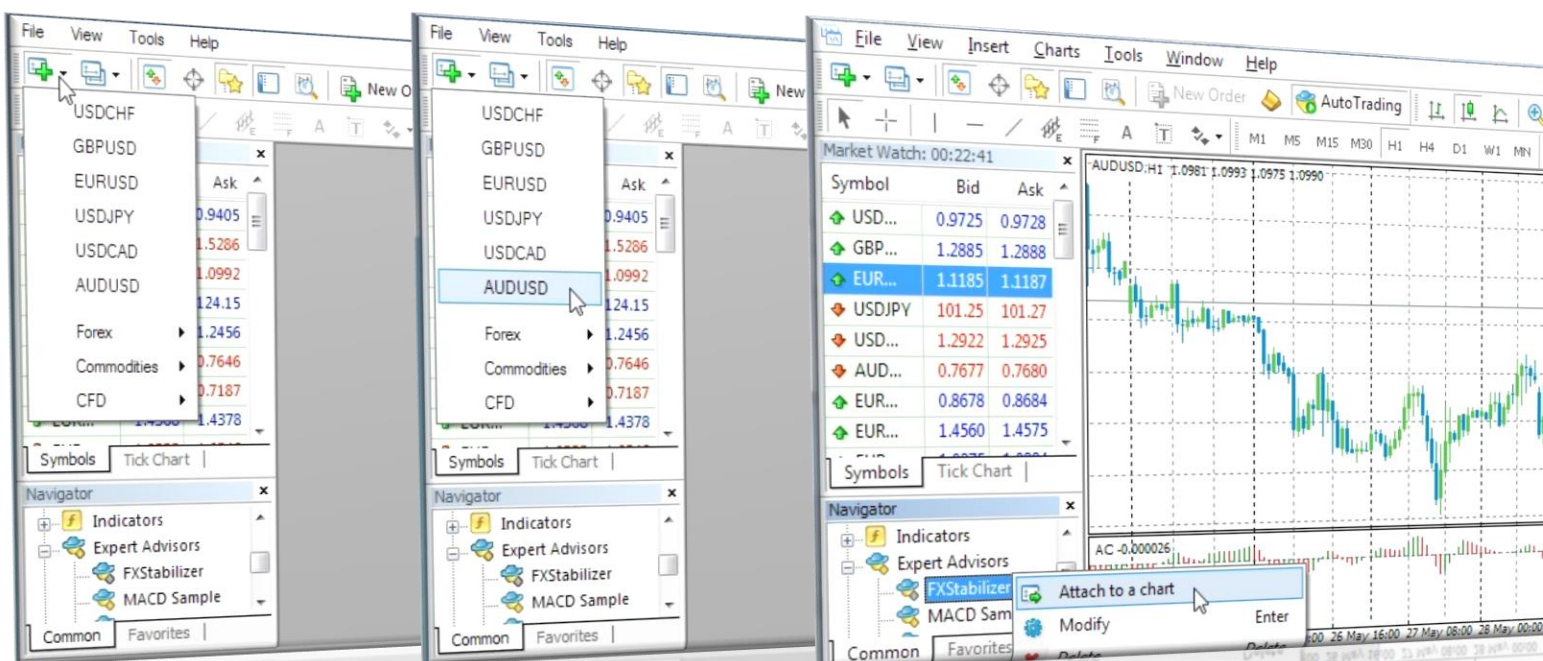 File View Tools Help
New O
USDCHF
GBPUSD
EURUSD
USDJPY
USDCAD
AUDUSD
Forex
Commodities
CFD
Ask
0.9405
1.5286
1.0992
124.15
1.2456
0.7646
0.7187
1.4378
Symbols Tick Chart
Navigator
Indicators
Expert Advisors
FXStabilizer
MACD Sample
Common Favorites
File View Tools Help
New
USDCHF
GBPUSD
EURUSD
USDJPY
USDCAD
AUDUSD
Forex
Commodities
CFD
Ask
0.9405
1.5286
1.0992
124.15
1.2456
0.7646
0.7187
1.4378
Symbols Tick Chart
Navigator
Indicators
Expert Advisors
FXStabilizer
MACD Sample
Common Favorites
File View Insert Charts Tools Window Help
New Order AutoTrading
M1 M5 M15 M30 H1 H4 D1 W1 MN
Market Watch: 00:22:41
Symbol Bid Ask
USD... 0.9725 0.9728
GBP... 1.2885 1.2888
EUR... 1.1185 1.1187
USDJPY 101.25 101.27
USD... 1.2922 1.2925
AUD... 0.7677 0.7680
EUR... 0.8678 0.8684
EUR... 1.4560 1.4575
Symbols Tick Chart
AUDUSD,H1 1.0981 1.0993 1.0975 1.0990
AC -0.000026
Navigator
Indicators
Expert Advisors
FXStabilizer
MACD Sam
Common Favorites
Attach to a chart
Modify Enter
Delete Delete
:00 26 May 16:00 27 May 08:00 28 May 00:00